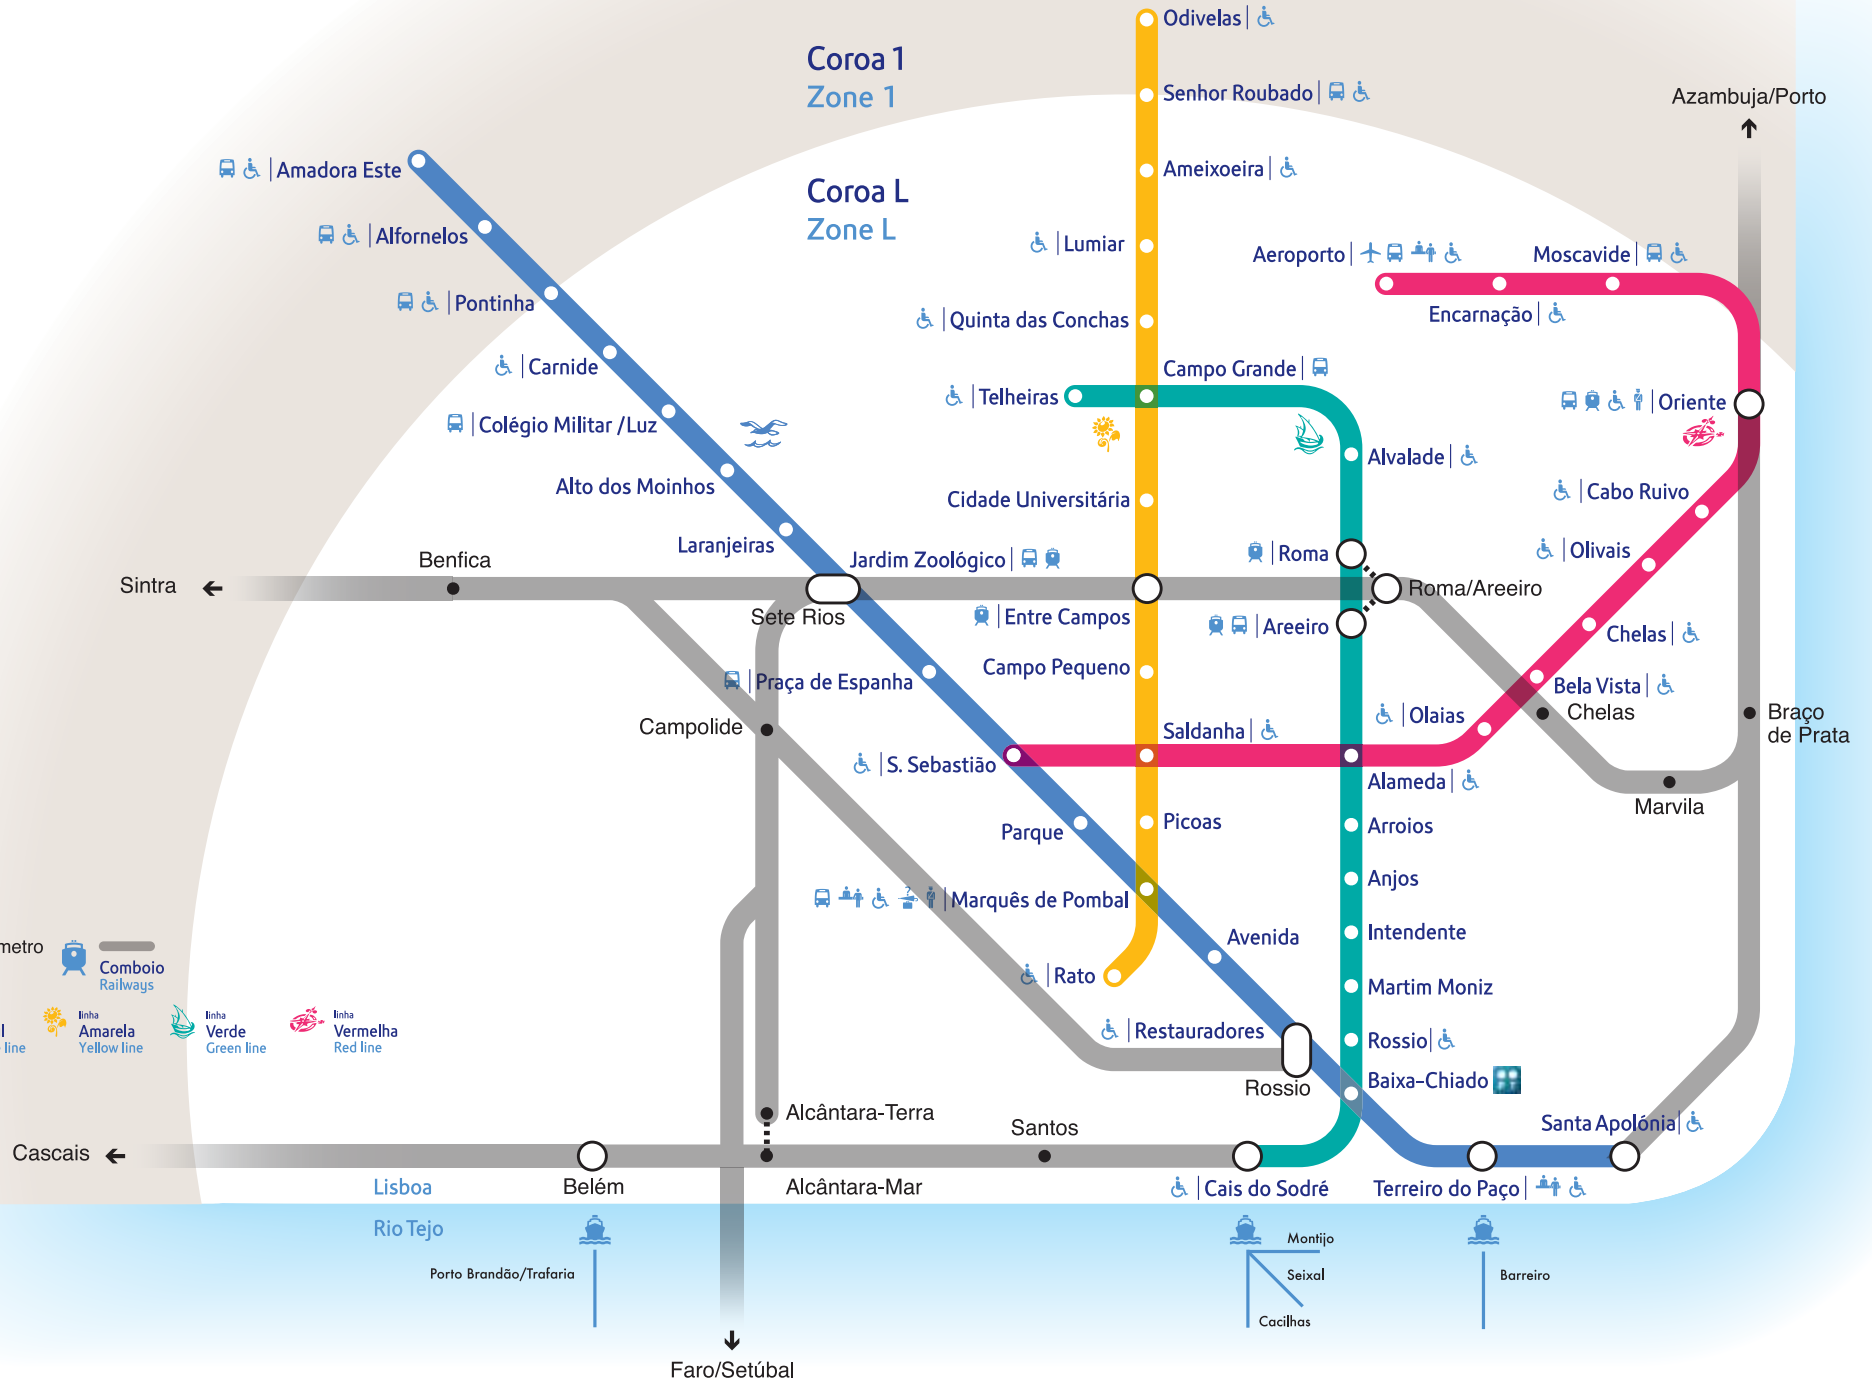 Odivelas
Coroa 1
Zone 1
Senhor Roubado
Azambuja/Porto
Amadora Este
Ameixoeira
Coroa L
Zone L
Alfornelos
Lumiar
Aeroporto
Moscavide
Pontinha
Quinta das Conchas
Encarnação
Carnide
Campo Grande
Telheiras
Oriente
Colégio Militar /Luz
Alvalade
Alto dos Moinhos
Cidade Universitária
Cabo Ruivo
Laranjeiras
Jardim Zoológico
Roma
Olivais
Benfica
Sintra
Roma/Areeiro
Sete Rios
Entre Campos
Areeiro
Chelas
Praça de Espanha
Campo Pequeno
Bela Vista
Campolide
Saldanha
Olaias
Chelas
Braço
de Prata
S. Sebastião
Alameda
Marvila
Parque
Picoas
Arroios
Anjos
Marquês de Pombal
Avenida
Intendente
metro
Comboio
Railways
Rato
Martim Moniz
l
line
linha
Amarela
Yellow line
linha
Verde
Green line
linha
Vermelha
Red line
Restauradores
Rossio
Rossio
Baixa-Chiado
Alcântara-Terra
Santos
Santa Apolónia
Cascais
Lisboa
Belém
Alcântara-Mar
Cais do Sodré
Terreiro do Paço
Rio Tejo
Montijo
Porto Brandão/Trafaria
Seixal
Barreiro
Cacilhas
Faro/Setúbal